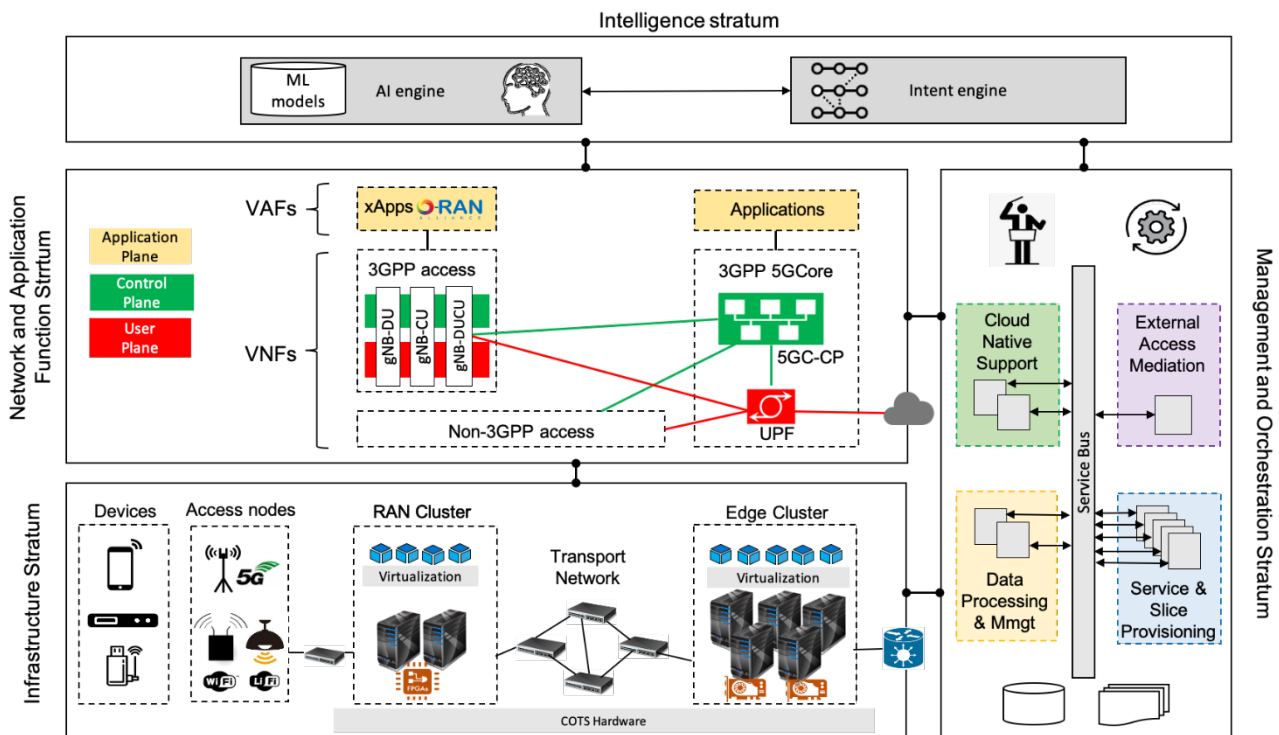 Intelligence stratum
ML
models
AI engine
Intent engine
Network and Application
Function Strtum
VAFs
xApps
O-RAN
ALLIANCE
Applications
Application
Plane
Control
Plane
User
Plane
VNFs
3GPP access
gNB-DU
gNB-CU
gNB-DUCU
3GPP 5GCore
5GC-CP
UPF
Non-3GPP access
Management and Orchestration Stratum
Cloud
Native
Support
External
Access
Mediation
Service Bus
Data
Processing
& Mmgt
Service &
Slice
Provisioning
Infrastructure Stratum
Devices
Access nodes
5G
WiFi
LiFi
RAN Cluster
Virtualization
FPGAs
Transport
Network
Edge Cluster
Virtualization
COTS Hardware